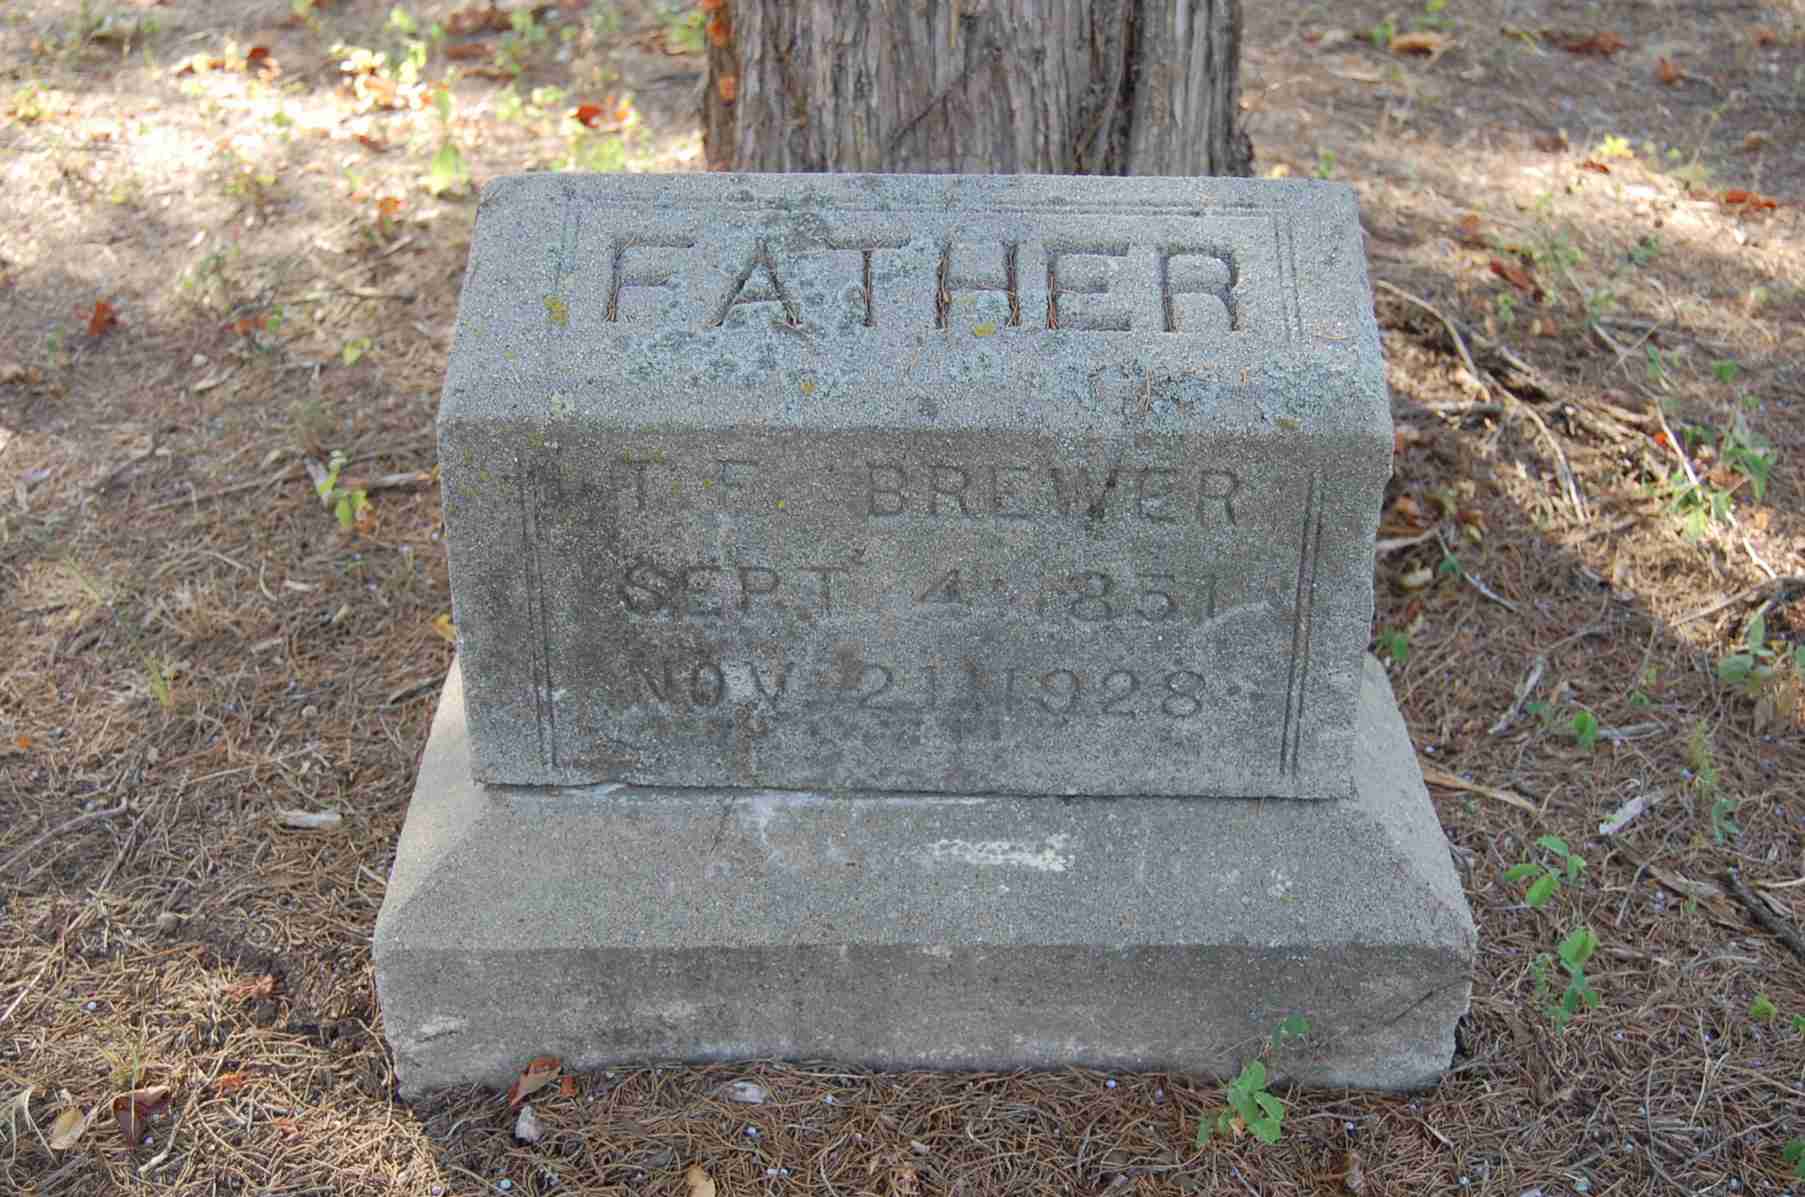 FATHER
T. F. BREWER
SEPT. 4. 1851
NOV. 21. 1928